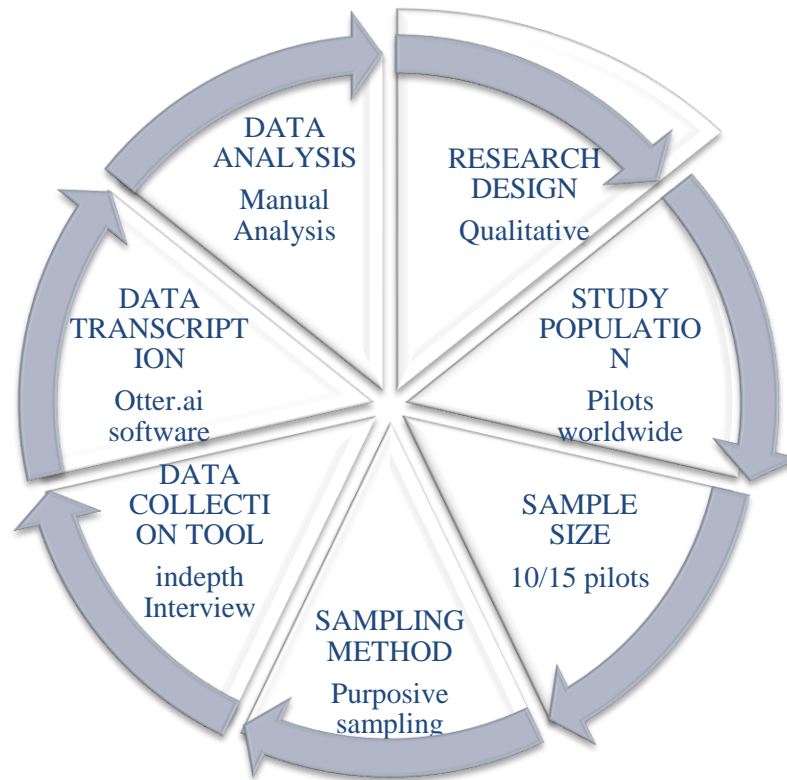 RESEARCH
DESIGN
Qualitative
STUDY
POPULATIO
N
Pilots
worldwide
SAMPLE
SIZE
10/15 pilots
SAMPLING
METHOD
Purposive
sampling
DATA
COLLECTI
ON TOOL
indepth
Interview
DATA
TRANSCRIPT
ION
Otter.ai
software
DATA
ANALYSIS
Manual
Analysis